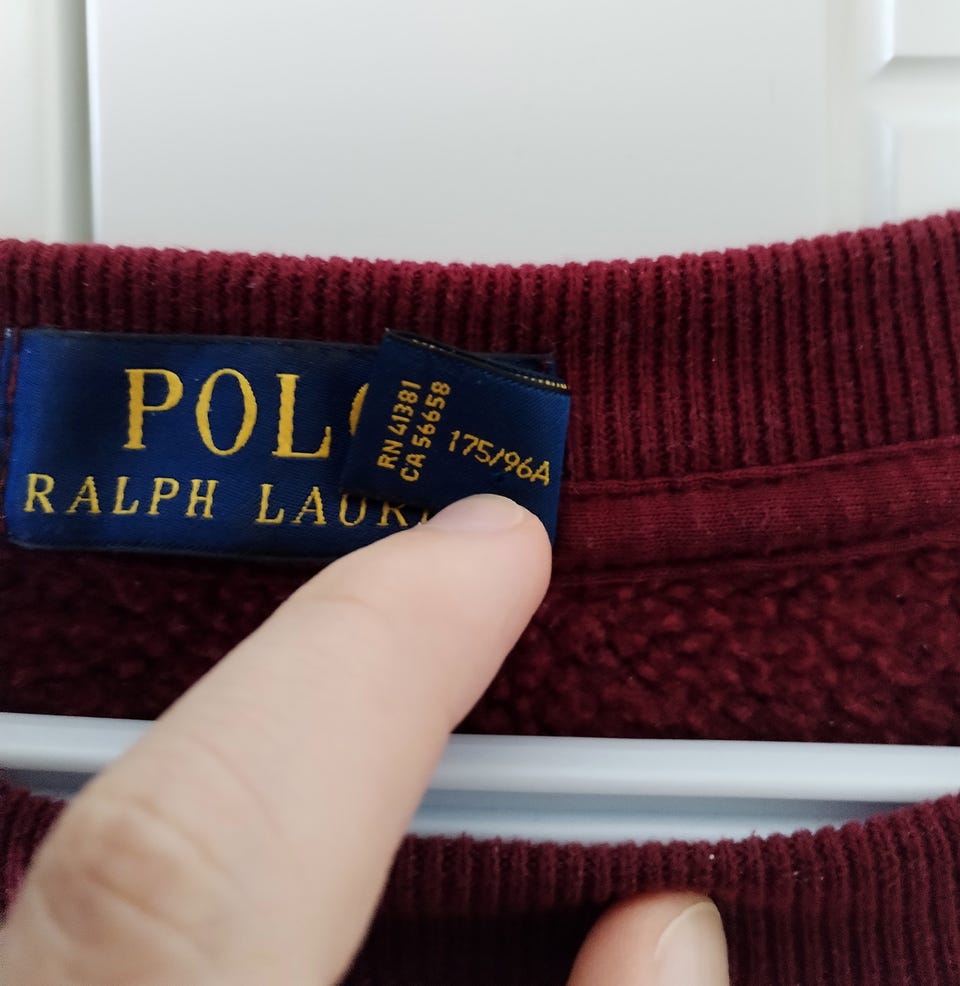 POL
RALPH LAUR
RN 41381
CA 56658
175/96A